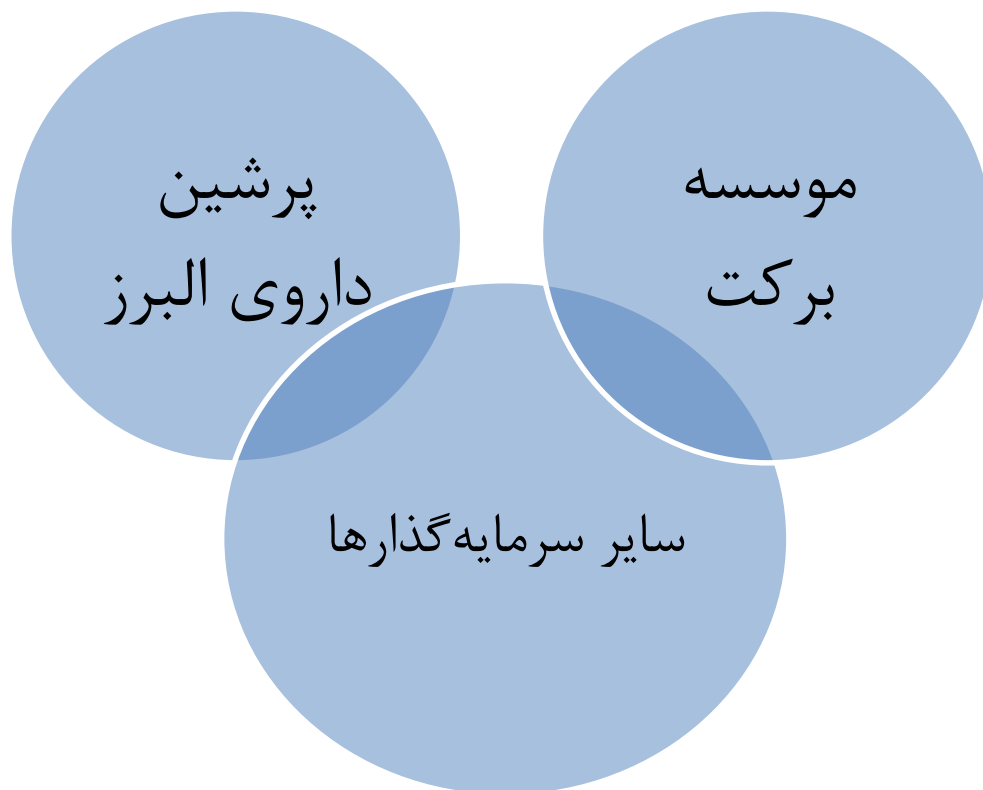 موسسه
برکت
پرشین
داروی البرز
سایر سرمایه‌گذارها